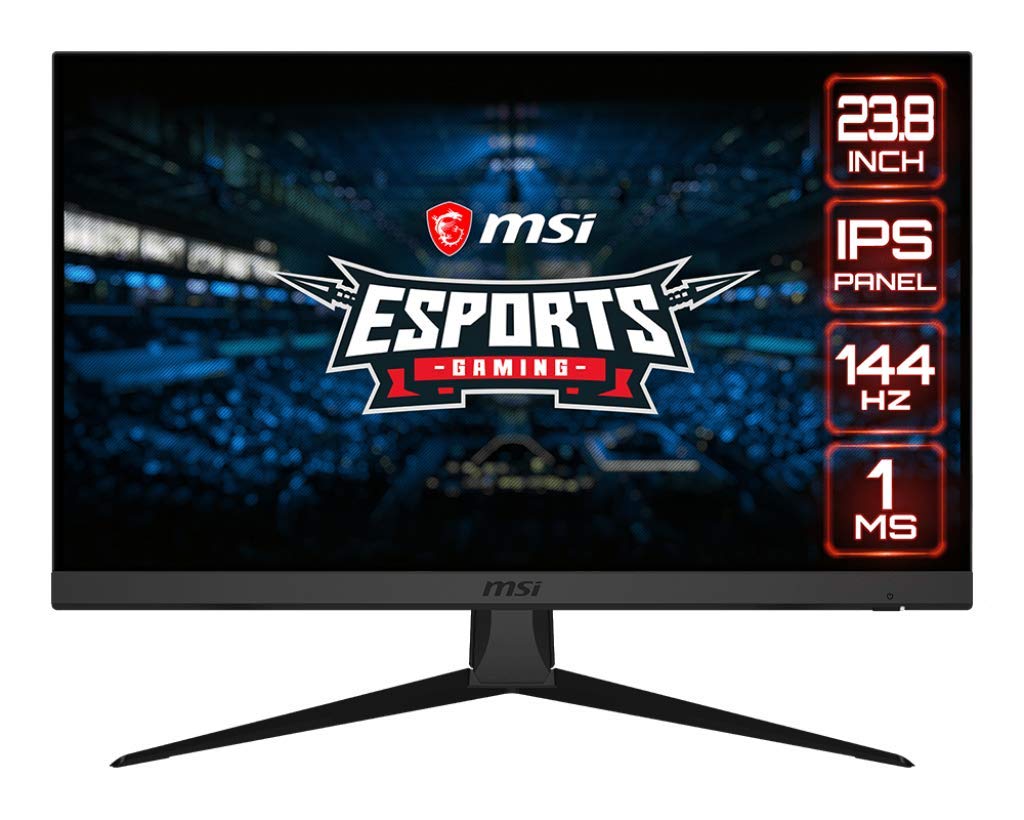 msi
ESPORTS
- GAMING -
23.8
INCH
IPS
PANEL
144
HZ
1
MS
msi